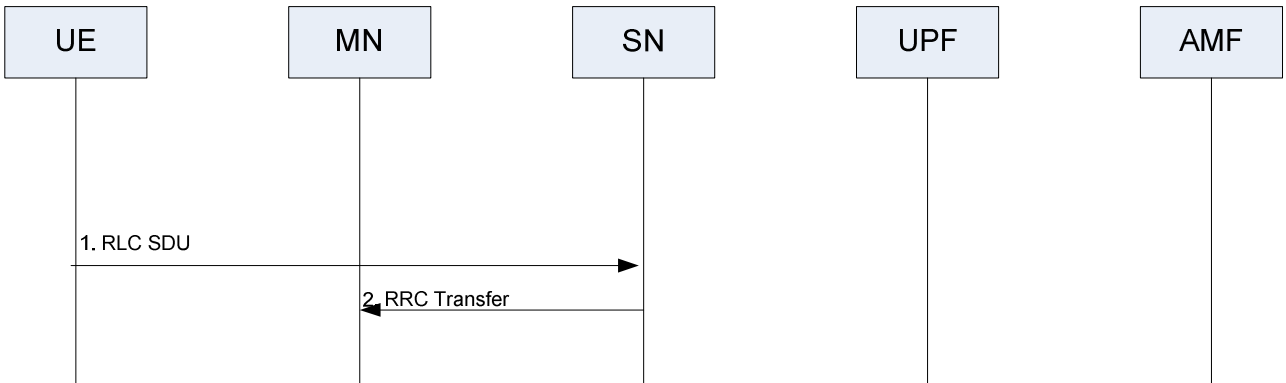 UE
MN
SN
UPF
AMF
1. RLC SDU
2. RRC Transfer